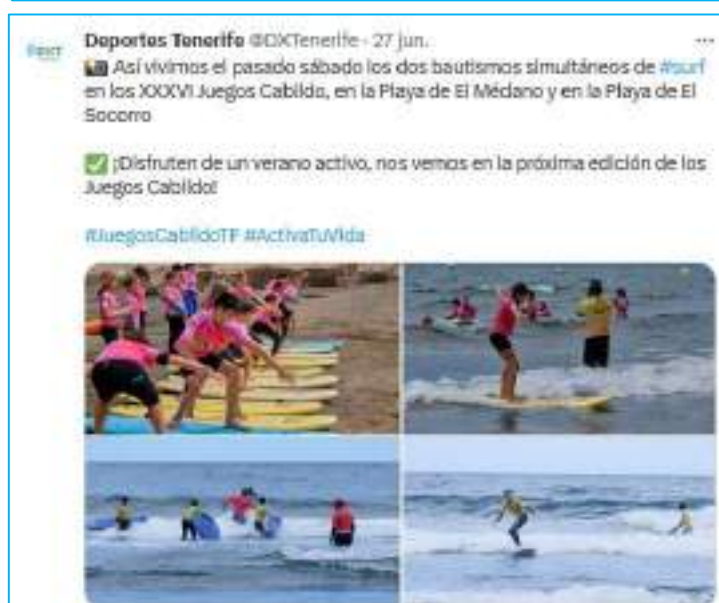 Deportes Tenerife @DXTenerife · 27 jun.
📸 Así vivimos el pasado sábado los dos bautismos simultáneos de #surf
en los XXXVI Juegos Cabildo, en la Playa de El Médano y en la Playa de El
Socorro
✅ ¡Disfruten de un verano activo, nos vemos en la próxima edición de los
Juegos Cabildo!
#JuegosCabildoTF #ActivaTuVida